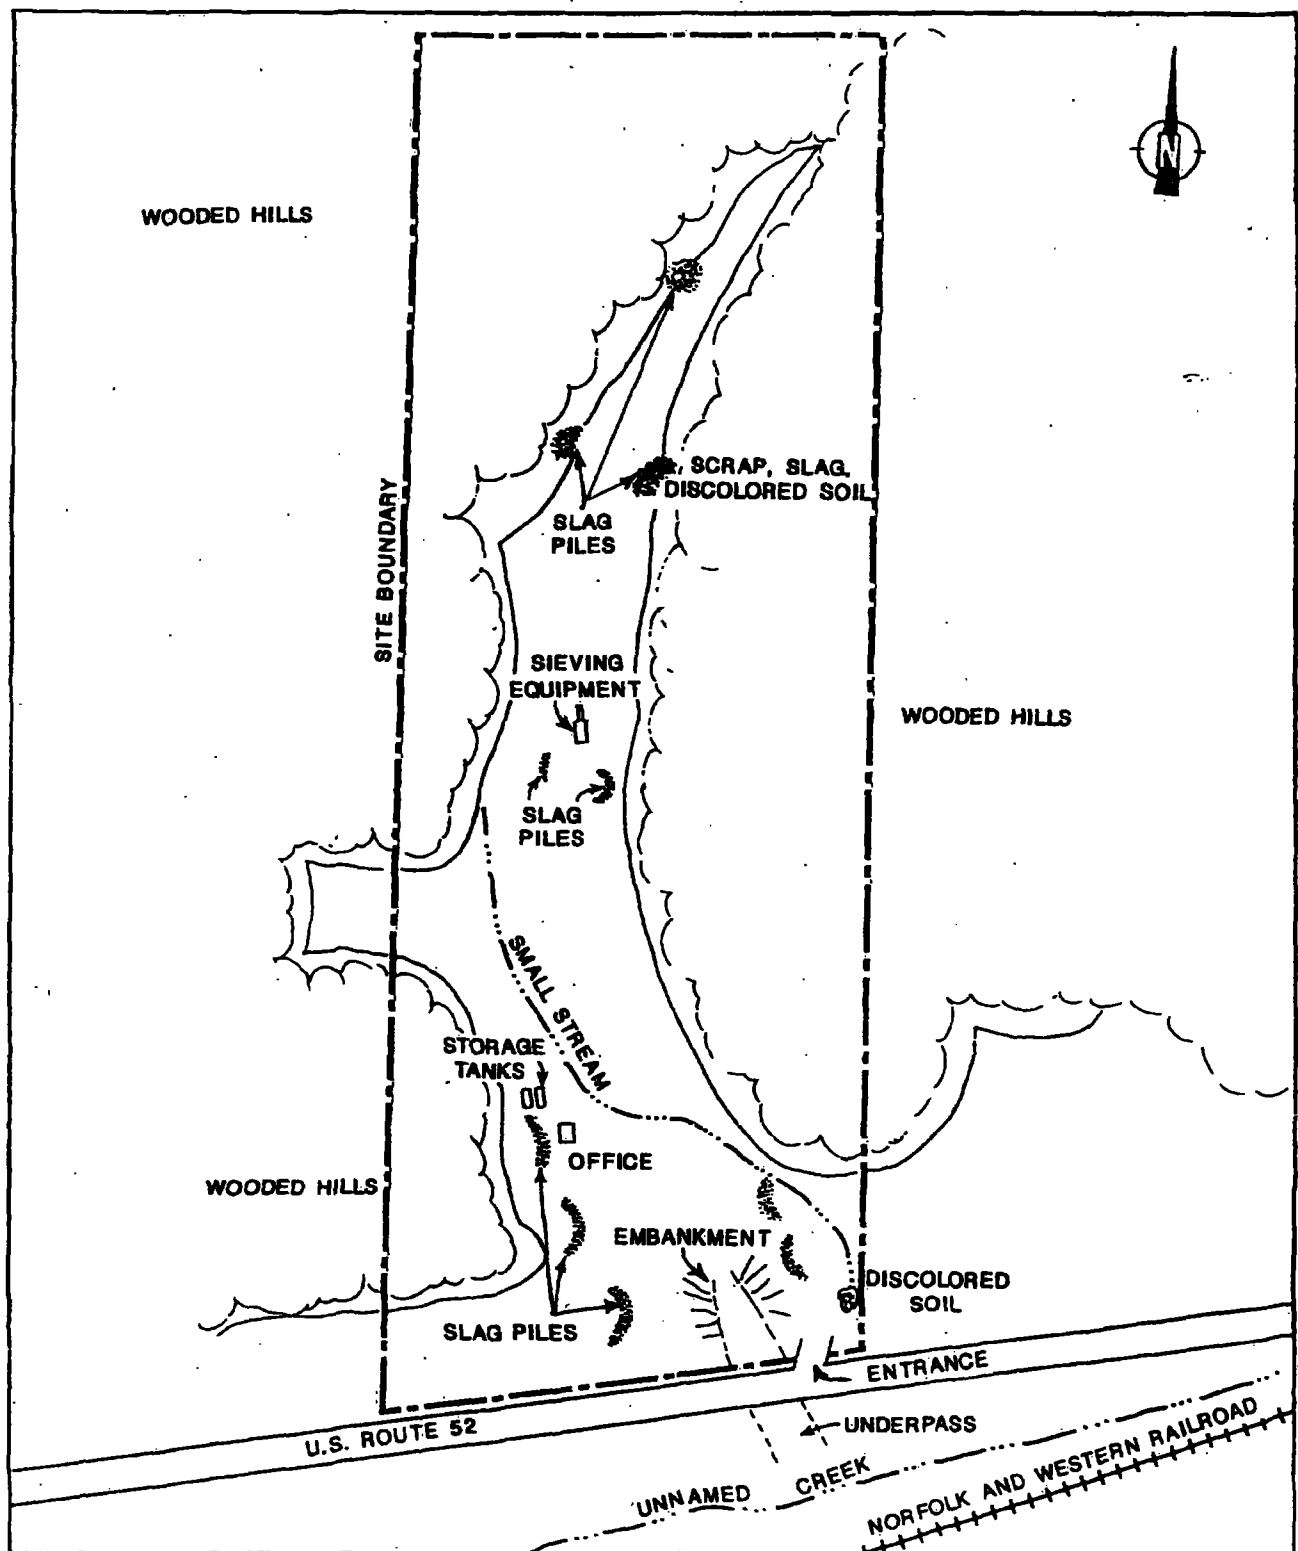 N
WOODED HILLS
SCRAP, SLAG,
DISCOLORED SOIL
SLAG
PILES
SITE BOUNDARY
SIEVING
EQUIPMENT
WOODED HILLS
SLAG
PILES
SMALL STREAM
STORAGE
TANKS
OFFICE
WOODED HILLS
EMBANKMENT
DISCOLORED
SOIL
SLAG PILES
ENTRANCE
U.S. ROUTE 52
UNDERPASS
UNNAMED CREEK
NORFOLK AND WESTERN RAILROAD